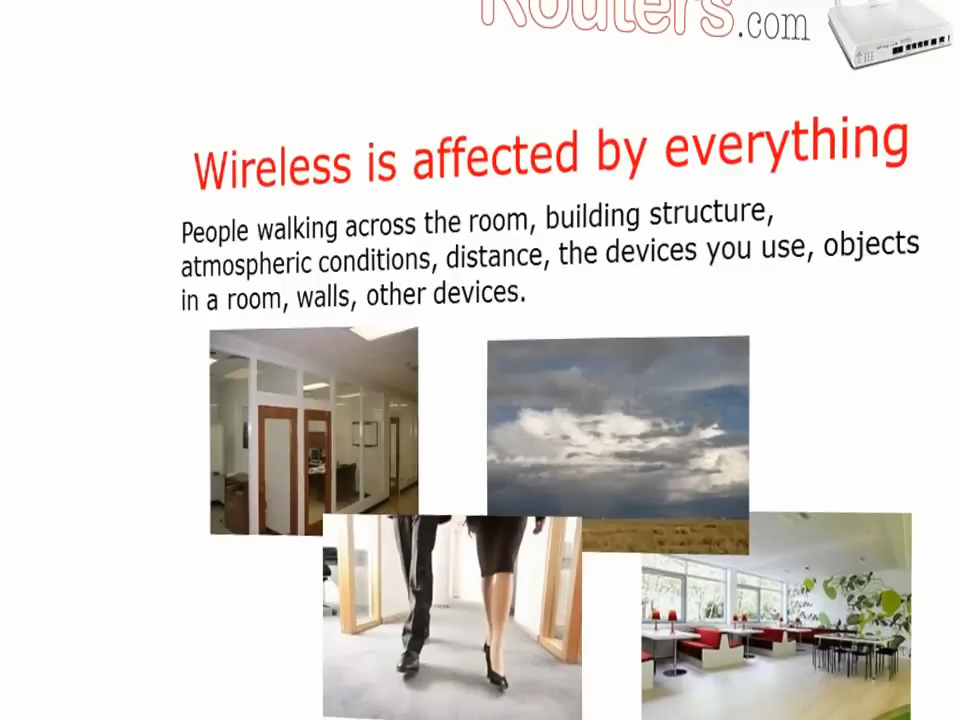 Routers.com
Wireless is affected by everything
People walking across the room, building structure,
atmospheric conditions, distance, the devices you use, objects
in a room, walls, other devices.